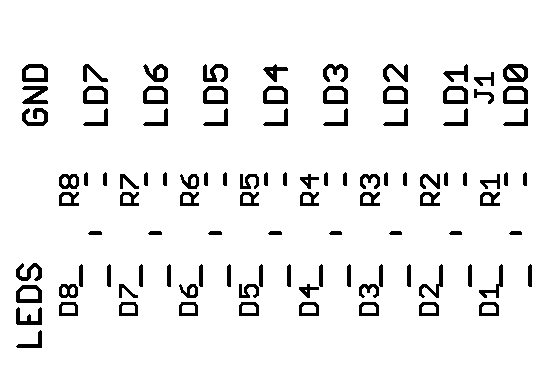 GND LD7 LD6 LD5 LD4 LD3 LD2 LD1 J1 LD0
R8 R7 R6 R5 R4 R3 R2 R1
LEDS D8 D7 D6 D5 D4 D3 D2 D1